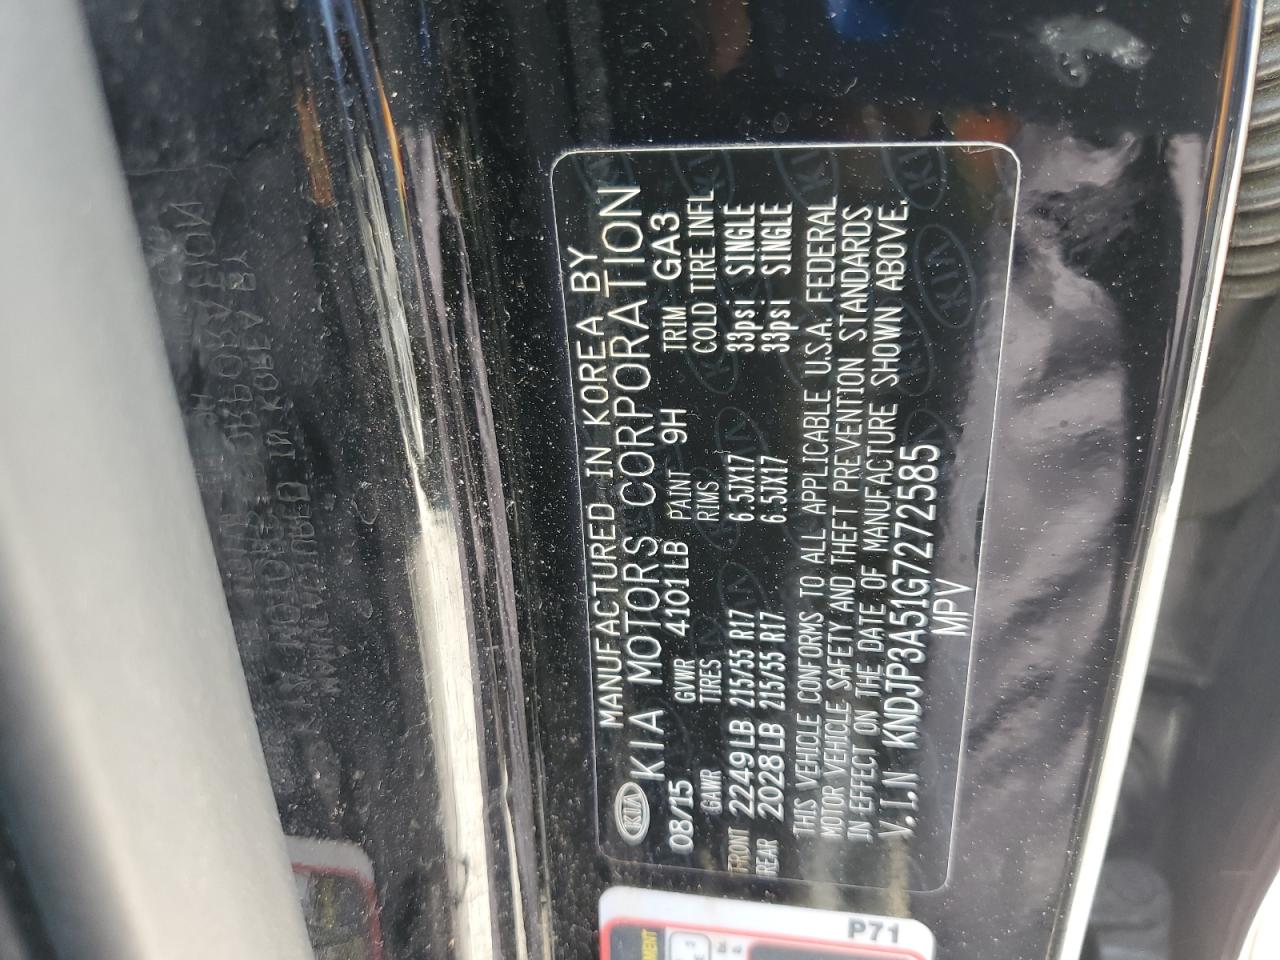 MANUFACTURED IN KOREA BY
KIA KIA MOTORS CORPORATION
08/15 GVWR 4101LB PAINT 9H TRIM GA3
GAWR TIRES RIMS COLD TIRE INFL
FRONT 2249LB 215/55 R17 6.5JX17 33psi SINGLE
REAR 2028LB 215/55 R17 6.5JX17 33psi SINGLE
THIS VEHICLE CONFORMS TO ALL APPLICABLE U.S.A. FEDERAL
MOTOR VEHICLE SAFETY AND THEFT PREVENTION STANDARDS
IN EFFECT ON THE DATE OF MANUFACTURE SHOWN ABOVE.
V.I.N KNDJP3A51G7272585
MPV
P71